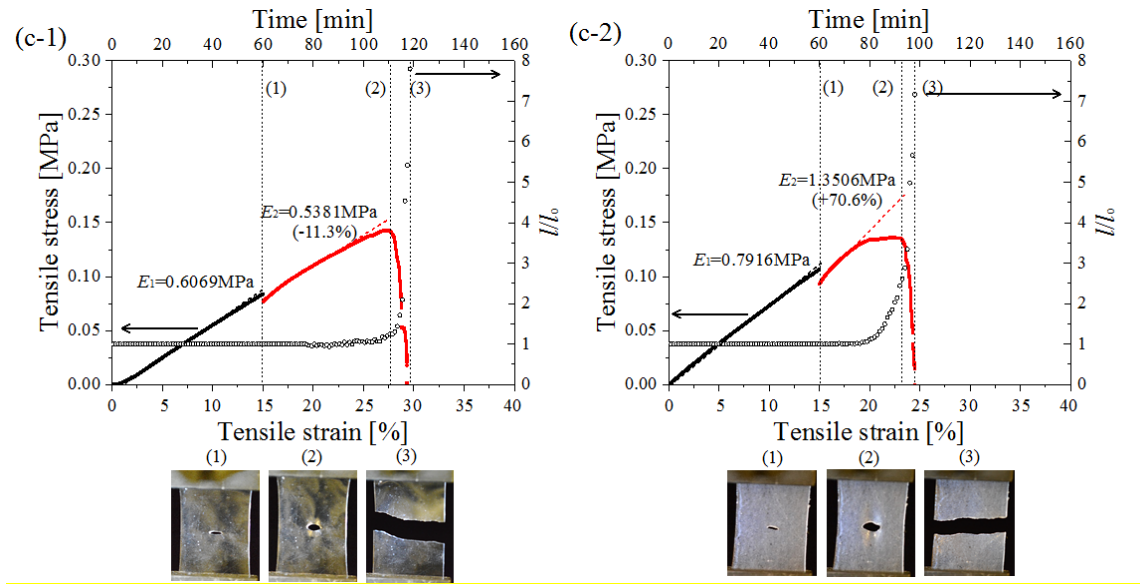 (c-1)
Time [min]
0 20 40 60 80 100 120 140 160
0.30
0.25
0.20
0.15
0.10
0.05
0.00
Tensile stress [MPa]
(1)
(2)
(3)
E2=0.5381MPa
(-11.3%)
E1=0.6069MPa
8
7
6
5
4
3
2
1
0
l/l0
0 5 10 15 20 25 30 35 40
Tensile strain [%]
(1) (2) (3)
(c-2)
Time [min]
0 20 40 60 80 100 120 140 160
0.30
0.25
0.20
0.15
0.10
0.05
0.00
Tensile stress [MPa]
(1)
(2)
(3)
E2=1.3506MPa
(+70.6%)
E1=0.7916MPa
8
7
6
5
4
3
2
1
0
l/l0
0 5 10 15 20 25 30 35 40
Tensile strain [%]
(1) (2) (3)